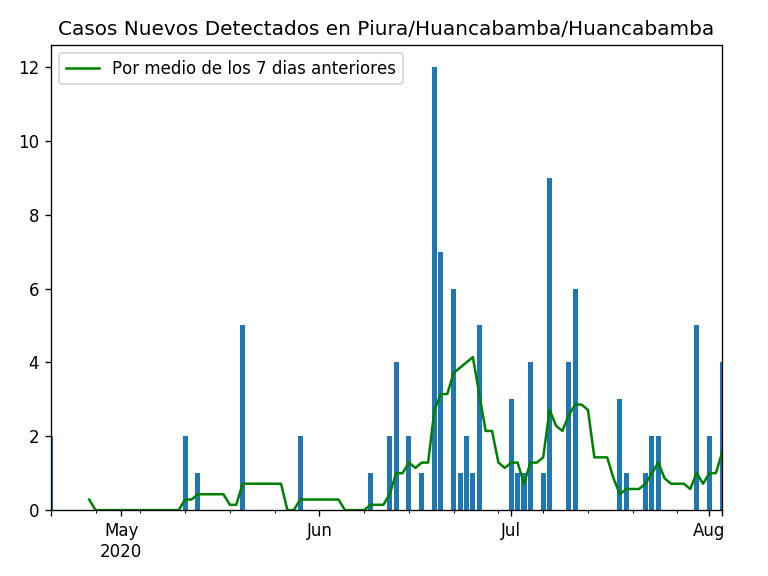 Casos Nuevos Detectados en Piura/Huancabamba/Huancabamba
Por medio de los 7 dias anteriores
12
10
8
6
4
2
0
May
2020
Jun
Jul
Aug